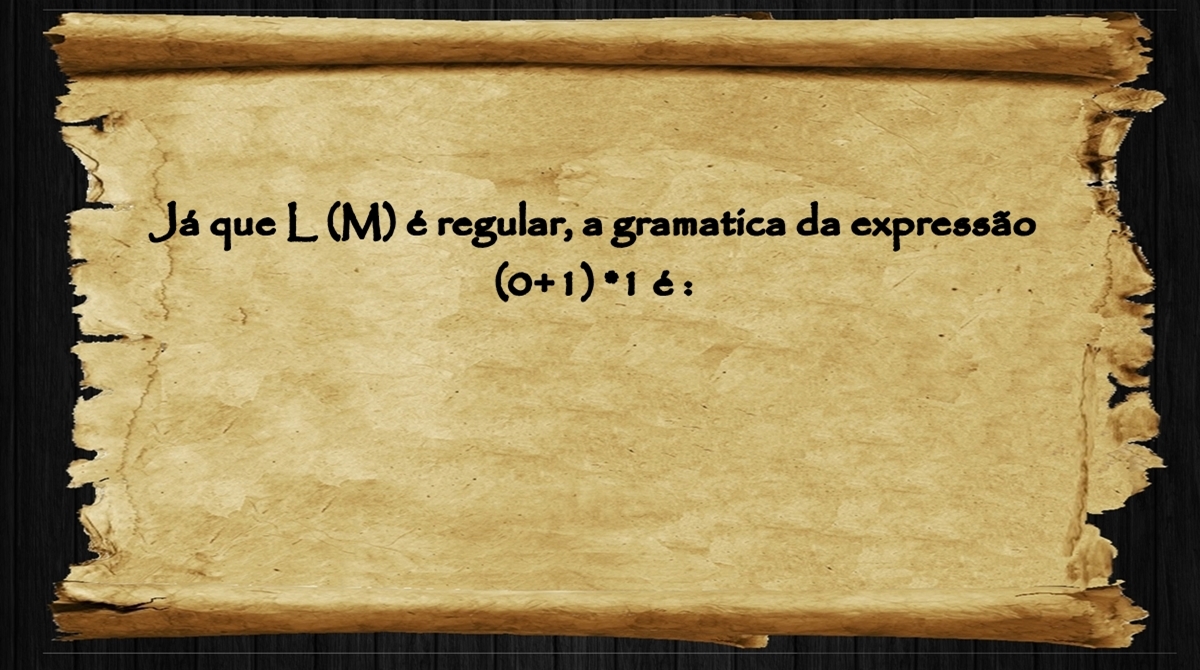 Já que L (M) é regular, a gramatica da expressão
(0+1) *1 é :